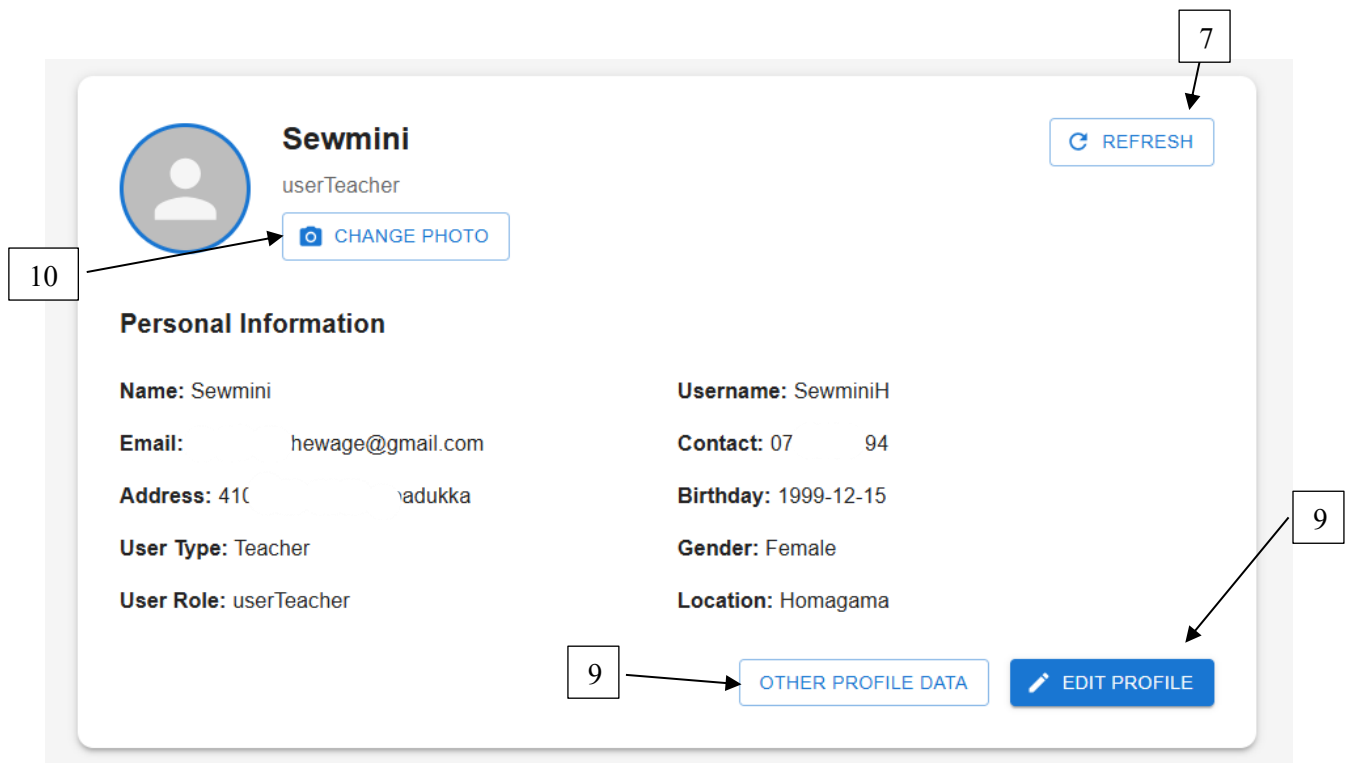 7
Sewmini
REFRESH
userTeacher
CHANGE PHOTO
10
Personal Information
Name: Sewmini
Username: SewminiH
Email: hewage@gmail.com
Contact: 07 94
Address: 410
Birthday: 1999-12-15
9
User Type: Teacher
Gender: Female
User Role: userTeacher
Location: Homagama
9
OTHER PROFILE DATA
EDIT PROFILE